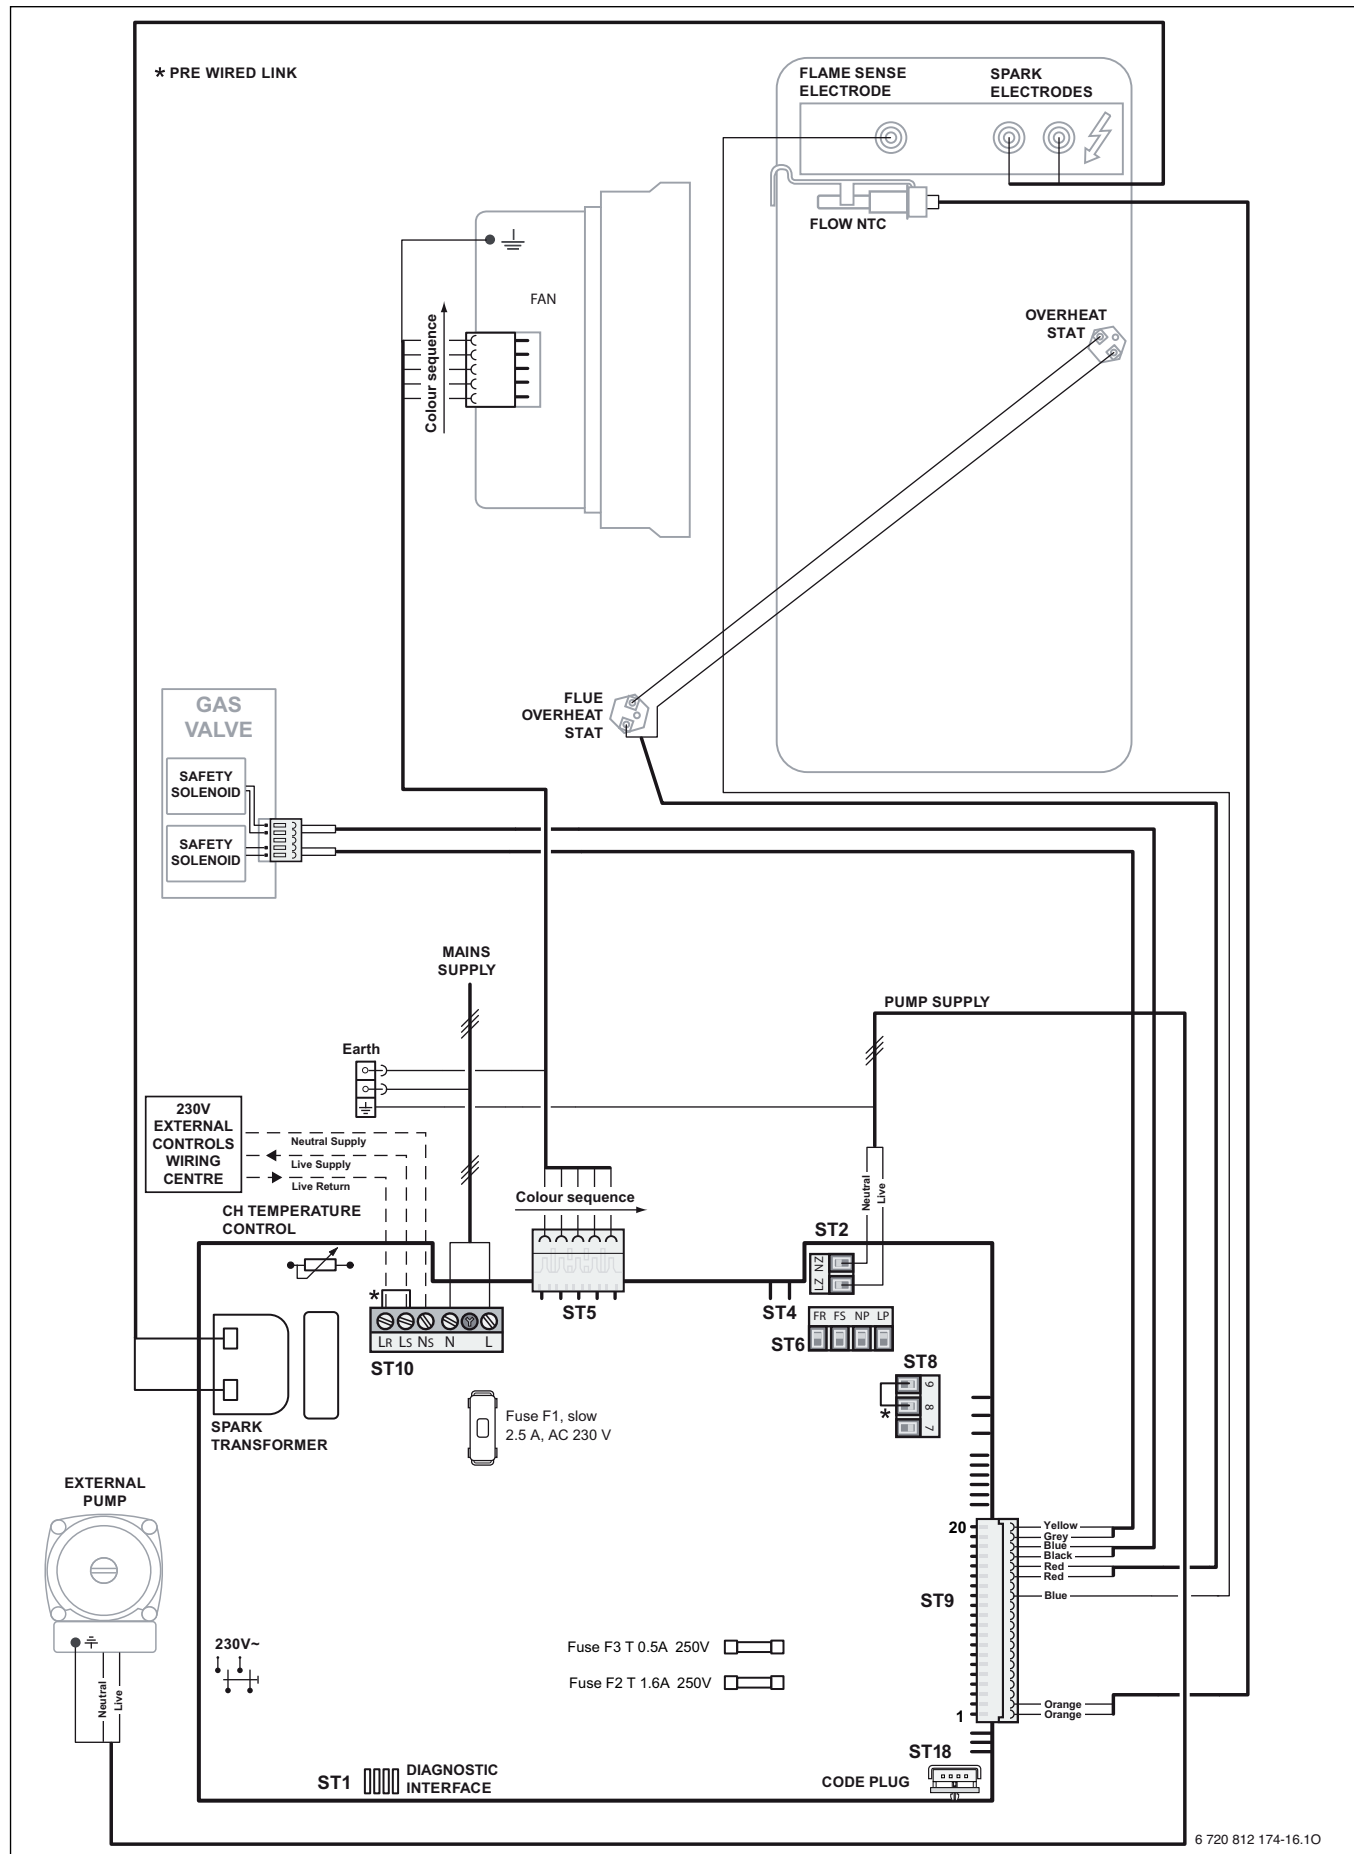 * PRE WIRED LINK
FLAME SENSE
ELECTRODE
SPARK
ELECTRODES
FLOW NTC
FAN
Colour sequence
OVERHEAT
STAT
FLUE
OVERHEAT
STAT
GAS
VALVE
SAFETY
SOLENOID
SAFETY
SOLENOID
MAINS
SUPPLY
PUMP SUPPLY
Earth
230V
EXTERNAL
CONTROLS
WIRING
CENTRE
Neutral Supply
Live Supply
Live Return
Colour sequence
Neutral
Live
CH TEMPERATURE
CONTROL
ST2
NZ
LZ
*
LR LS NS N L
ST10
ST5
ST4
FR FS NP LP
ST6
ST8
9
8
7
*
SPARK
TRANSFORMER
Fuse F1, slow
2.5 A, AC 230 V
EXTERNAL
PUMP
Neutral
Live
20
Yellow
Grey
Blue
Black
Red
Red
Blue
ST9
Orange
Orange
1
230V~
Fuse F3 T 0.5A 250V
Fuse F2 T 1.6A 250V
ST1
DIAGNOSTIC
INTERFACE
ST18
CODE PLUG
6 720 812 174-16.1O